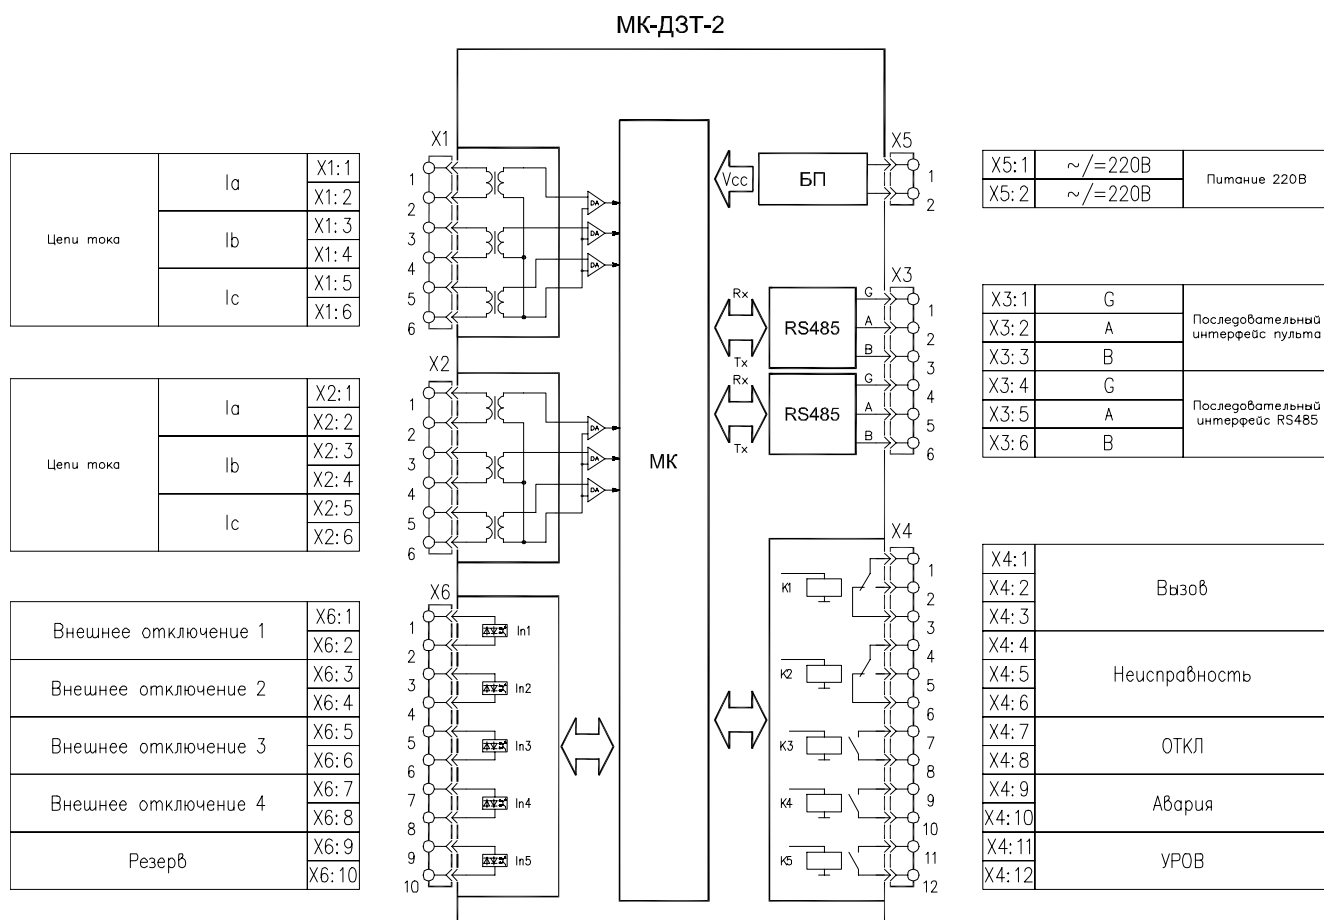 МК-ДЗТ-2
X1
Цепи тока
Ia
X1:1
X1:2
Ib
X1:3
X1:4
Ic
X1:5
X1:6
1
2
3
4
5
6
DA
DA
DA
X2
Цепи тока
Ia
X2:1
X2:2
Ib
X2:3
X2:4
Ic
X2:5
X2:6
1
2
3
4
5
6
DA
DA
DA
X6
Внешнее отключение 1
X6:1
X6:2
Внешнее отключение 2
X6:3
X6:4
Внешнее отключение 3
X6:5
X6:6
Внешнее отключение 4
X6:7
X6:8
Резерв
X6:9
X6:10
1
2
3
4
5
6
7
8
9
10
In1
In2
In3
In4
In5
МК
Vcc
БП
X5
1
2
X5:1
~/=220В
X5:2
~/=220В
Питание 220В
X3
Rx
Tx
RS485
G
A
B
Rx
Tx
RS485
G
A
B
1
2
3
4
5
6
X3:1
G
X3:2
A
X3:3
B
Последовательный
интерфейс пульта
X3:4
G
X3:5
A
X3:6
B
Последовательный
интерфейс RS485
X4
K1
K2
K3
K4
K5
1
2
3
4
5
6
7
8
9
10
11
12
X4:1
X4:2
X4:3
Вызов
X4:4
X4:5
X4:6
Неисправность
X4:7
X4:8
ОТКЛ
X4:9
X4:10
Авария
X4:11
X4:12
УРОВ